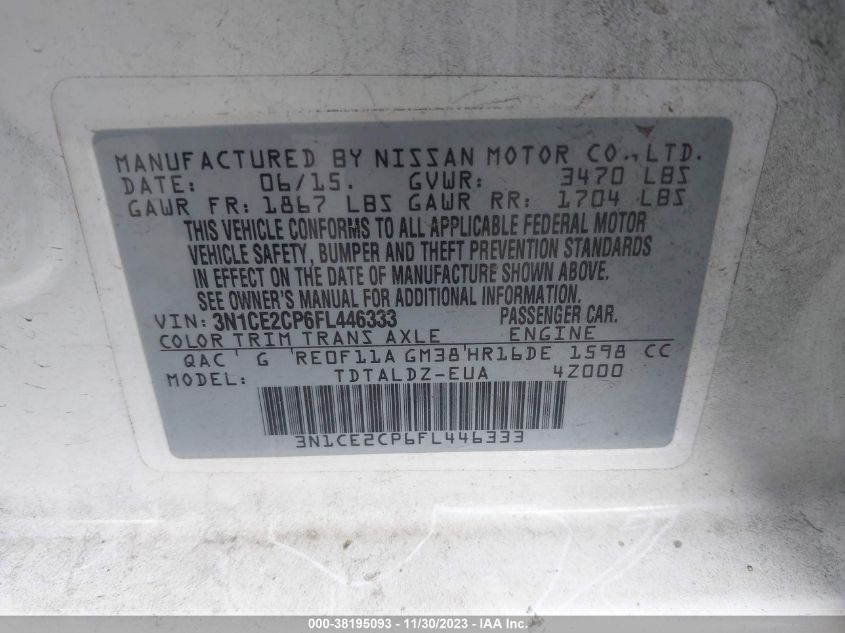 MANUFACTURED BY NISSAN MOTOR CO., LTD.
DATE: 06/15. GVWR: 3470 LBS
GAWR FR: 1867 LBS GAWR RR: 1704 LBS
THIS VEHICLE CONFORMS TO ALL APPLICABLE FEDERAL MOTOR
VEHICLE SAFETY, BUMPER AND THEFT PREVENTION STANDARDS
IN EFFECT ON THE DATE OF MANUFACTURE SHOWN ABOVE.
SEE OWNER'S MANUAL FOR ADDITIONAL INFORMATION.
VIN: 3N1CE2CP6FL446333 PASSENGER CAR.
COLOR TRIM TRANS AXLE ENGINE
QAC G RE0F11A GM38 HR16DE 1598 CC
MODEL: TDTALDZ-EUA 4Z000
3N1CE2CP6FL446333
000-38195093 - 11/30/2023 - IAA Inc.